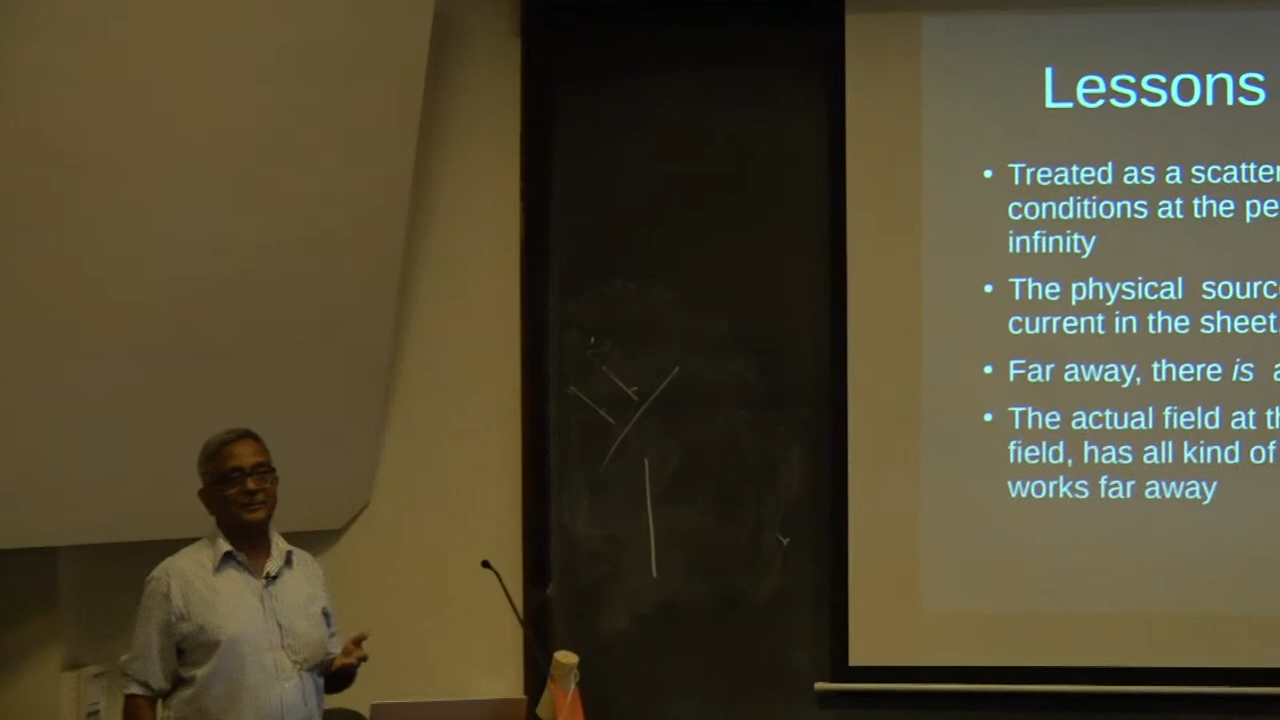 Lessons
• Treated as a scatter
conditions at the pe
infinity
• The physical source
current in the sheet.
• Far away, there is a
• The actual field at th
field, has all kind of
works far away